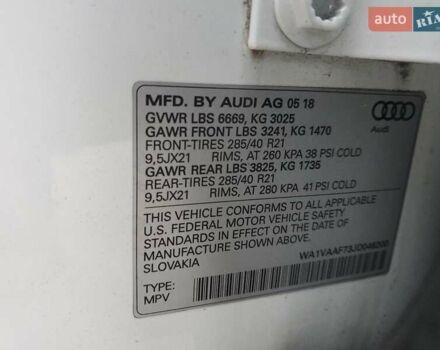 auto RIA
MFD. BY AUDI AG 05 18
GVWR LBS 6669, KG 3025
GAWR FRONT LBS 3241, KG 1470
FRONT-TIRES 285/40 R21
9,5JX21 RIMS, AT 260 KPA 38 PSI COLD
GAWR REAR LBS 3825, KG 1735
REAR-TIRES 285/40 R21
9,5JX21 RIMS, AT 280 KPA 41 PSI COLD
Audi
THIS VEHICLE CONFORMS TO ALL APPLICABLE
U.S. FEDERAL MOTOR VEHICLE SAFETY
STANDARDS IN EFFECT ON THE DATE OF
MANUFACTURE SHOWN ABOVE
SLOVAKIA
WA1VAAF73JD046200
TYPE:
MPV